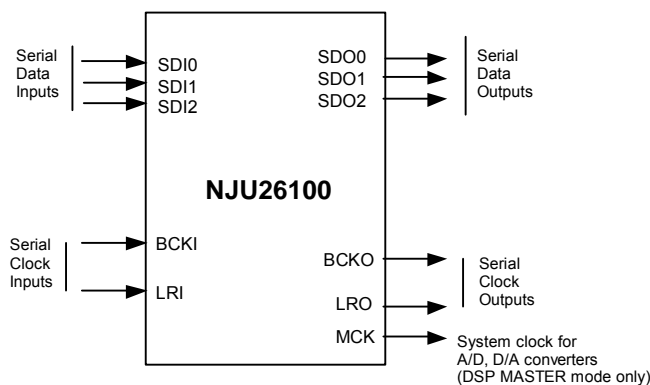 Serial
Data
Inputs
SDI0
SDI1
SDI2
SDO0
SDO1
SDO2
Serial
Data
Outputs
NJU26100
Serial
Clock
Inputs
BCKI
LRI
BCKO
LRO
MCK
Serial
Clock
Outputs
System clock for
A/D, D/A converters
(DSP MASTER mode only)